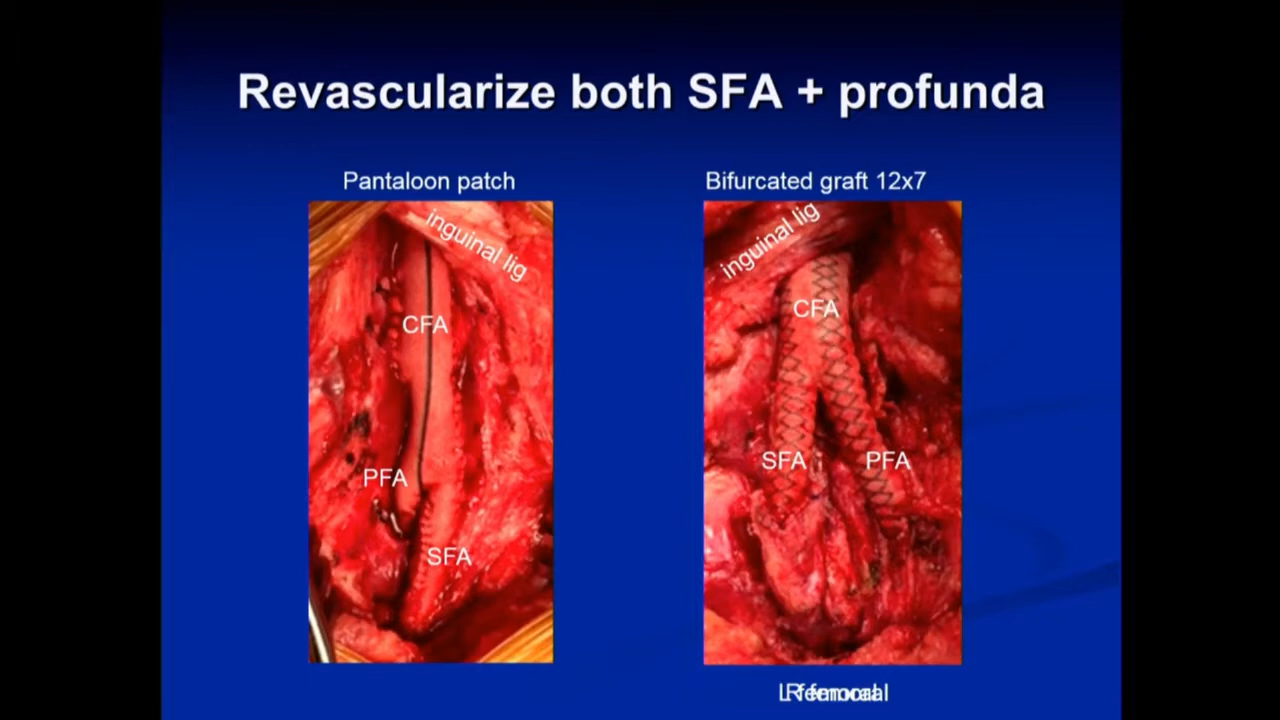 Revascularize both SFA + profunda
Pantaloon patch
inguinal lig
CFA
PFA
SFA
Bifurcated graft 12x7
inguinal lig
CFA
SFA
PFA
femoral